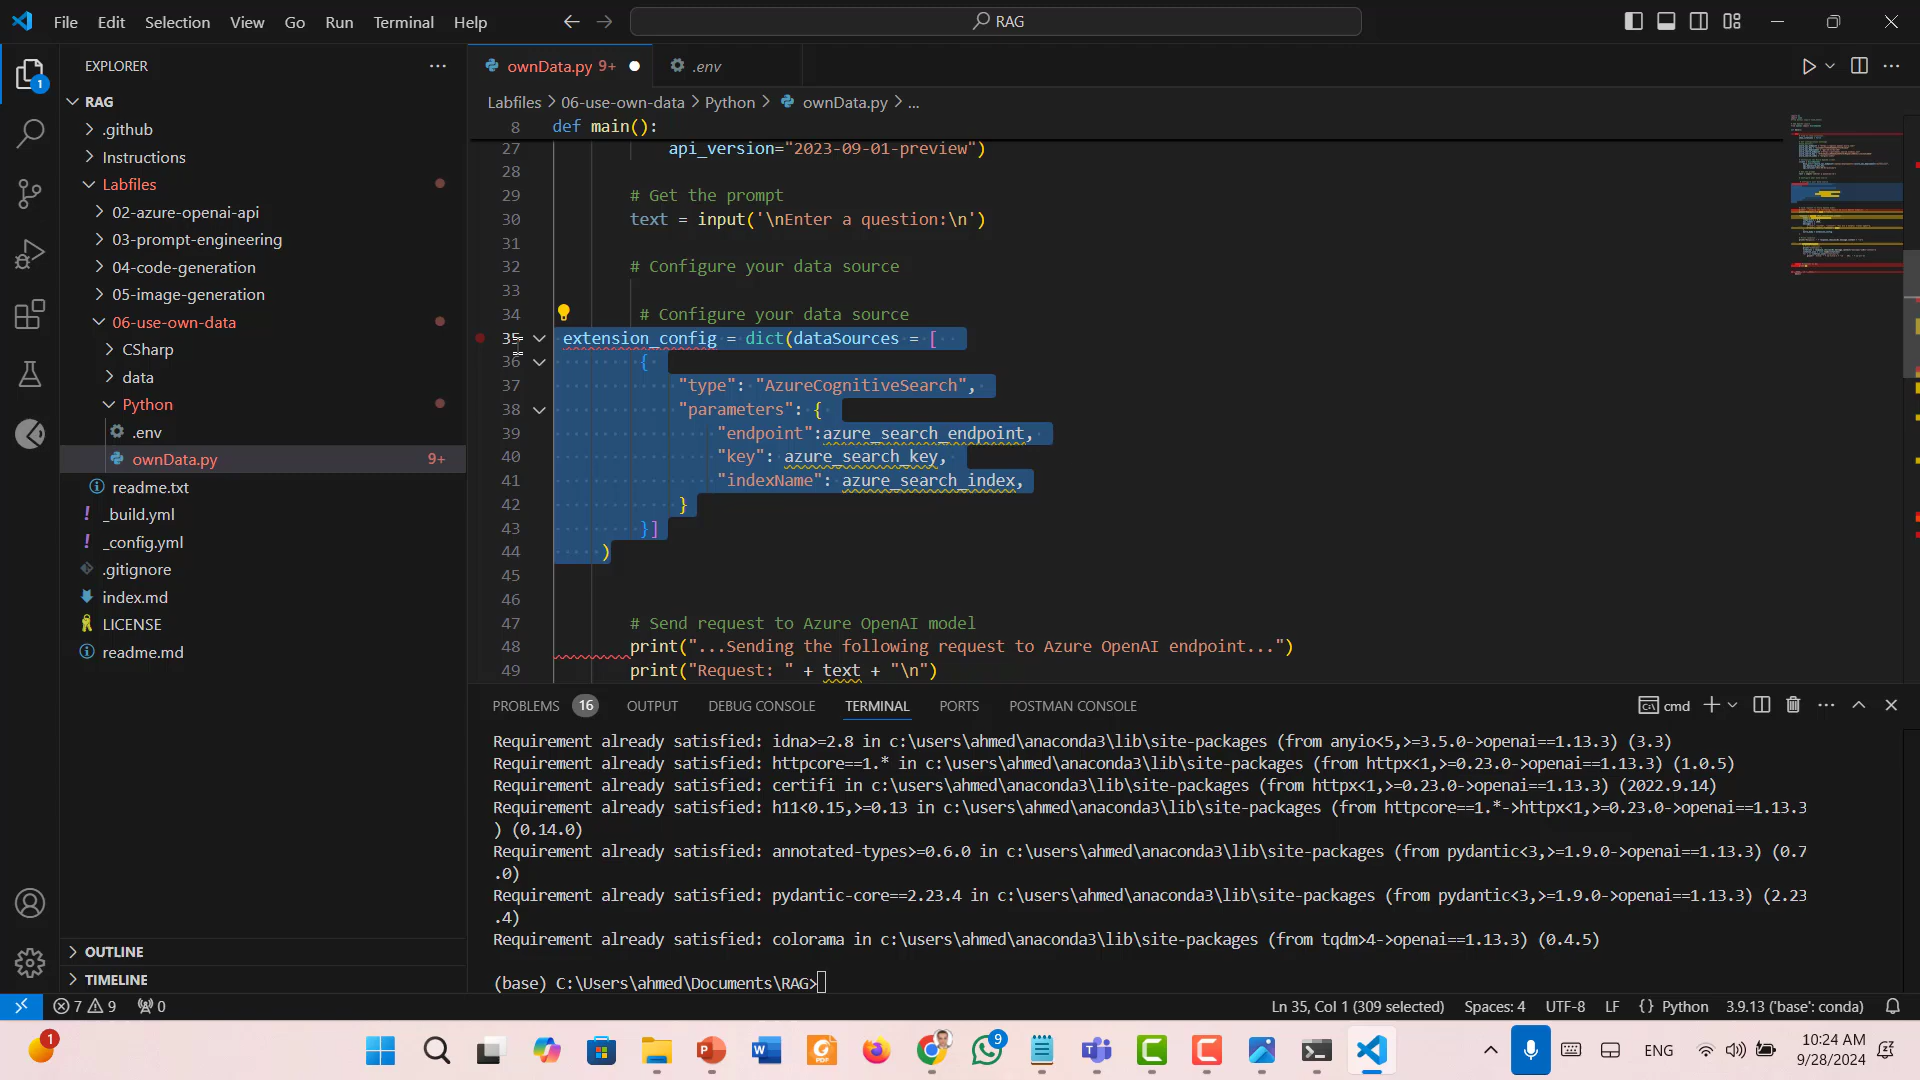 File Edit Selection View Go Run Terminal Help
RAG
EXPLORER
1
RAG
.github
Instructions
Labfiles
02-azure-openai-api
03-prompt-engineering
04-code-generation
05-image-generation
06-use-own-data
CSharp
data
Python
.env
ownData.py 9+
readme.txt
_build.yml
_config.yml
.gitignore
index.md
LICENSE
readme.md
OUTLINE
TIMELINE
ownData.py 9+
.env
Labfiles > 06-use-own-data > Python > ownData.py > ...
8 def main():
27 api_version="2023-09-01-preview")
28
29 # Get the prompt
30 text = input('\nEnter a question:\n')
31
32 # Configure your data source
33
34 # Configure your data source
35 extension_config = dict(dataSources = [
36 {
37 "type": "AzureCognitiveSearch",
38 "parameters": {
39 "endpoint":azure_search_endpoint,
40 "key": azure_search_key,
41 "indexName": azure_search_index,
42 }
43 }]
44 )
45
46
47 # Send request to Azure OpenAI model
48 print("...Sending the following request to Azure OpenAI endpoint...")
49 print("Request: " + text + "\n")
PROBLEMS 16 OUTPUT DEBUG CONSOLE TERMINAL PORTS POSTMAN CONSOLE
cmd
Requirement already satisfied: idna>=2.8 in c:\users\ahmed\anaconda3\lib\site-packages (from anyio<5,>=3.5.0->openai==1.13.3) (3.3)
Requirement already satisfied: httpcore==1.* in c:\users\ahmed\anaconda3\lib\site-packages (from httpx<1,>=0.23.0->openai==1.13.3) (1.0.5)
Requirement already satisfied: certifi in c:\users\ahmed\anaconda3\lib\site-packages (from httpx<1,>=0.23.0->openai==1.13.3) (2022.9.14)
Requirement already satisfied: h11<0.15,>=0.13 in c:\users\ahmed\anaconda3\lib\site-packages (from httpcore==1.*->httpx<1,>=0.23.0->openai==1.13.3
) (0.14.0)
Requirement already satisfied: annotated-types>=0.6.0 in c:\users\ahmed\anaconda3\lib\site-packages (from pydantic<3,>=1.9.0->openai==1.13.3) (0.7
.0)
Requirement already satisfied: pydantic-core==2.23.4 in c:\users\ahmed\anaconda3\lib\site-packages (from pydantic<3,>=1.9.0->openai==1.13.3) (2.23
.4)
Requirement already satisfied: colorama in c:\users\ahmed\anaconda3\lib\site-packages (from tqdm>4->openai==1.13.3) (0.4.5)
(base) C:\Users\ahmed\Documents\RAG>
7 9 0
Ln 35, Col 1 (309 selected) Spaces: 4 UTF-8 LF {} Python 3.9.13 ('base': conda)
1
9
ENG
10:24 AM
9/28/2024